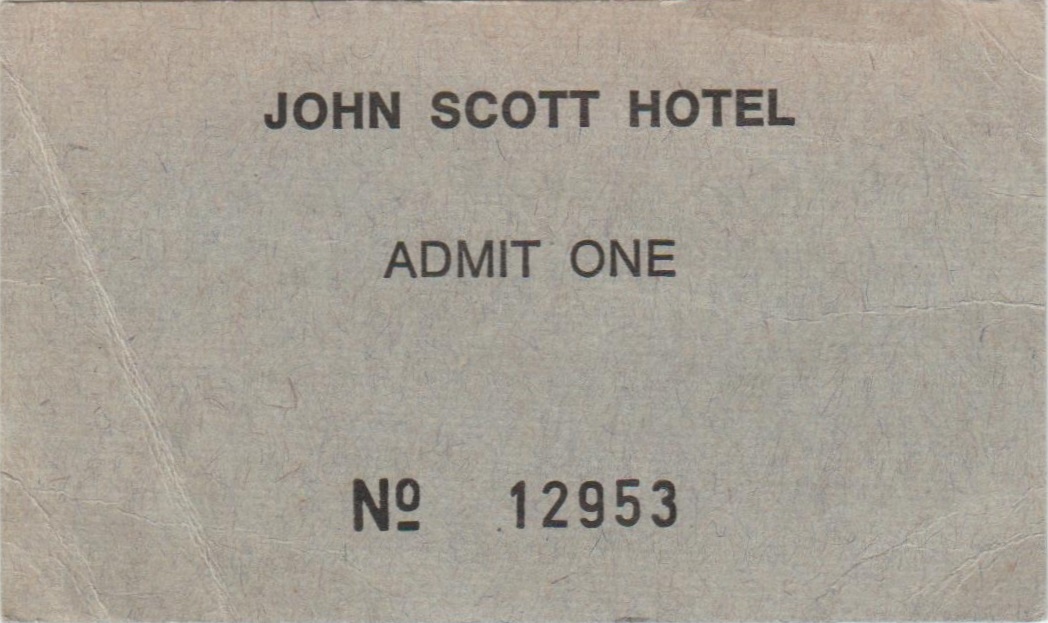 JOHN SCOTT HOTEL
ADMIT ONE
Nº 12953